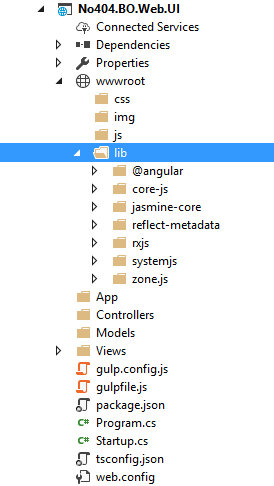 No404.BO.Web.UI
Connected Services
Dependencies
Properties
wwwroot
css
img
js
lib
@angular
core-js
jasmine-core
reflect-metadata
rxjs
systemjs
zone.js
App
Controllers
Models
Views
gulp.config.js
gulpfile.js
package.json
C# Program.cs
C# Startup.cs
tsconfig.json
web.config